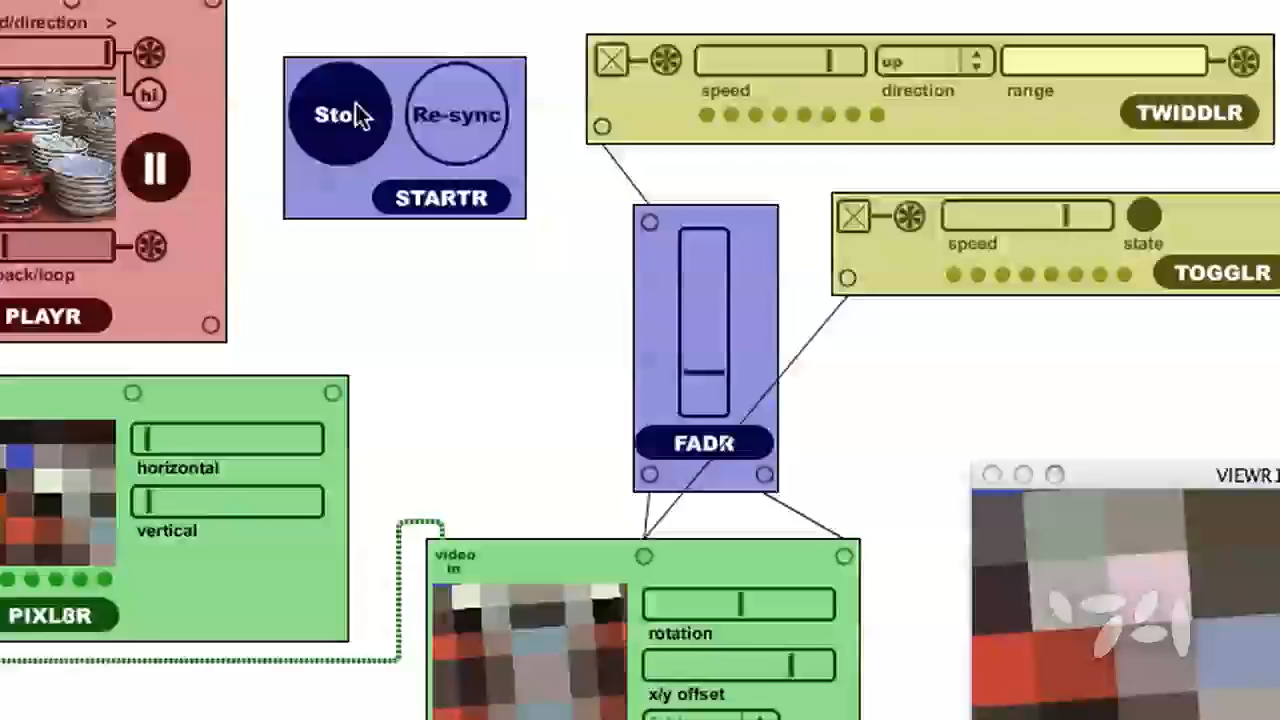 d/direction >
hi
PLAYR
back/loop
Sto
Re-sync
STARTR
up
speed
direction
range
TWIDDLR
speed
state
TOGGLR
FADR
horizontal
vertical
PIXL8R
video
in
rotation
x/y offset
VIEWR